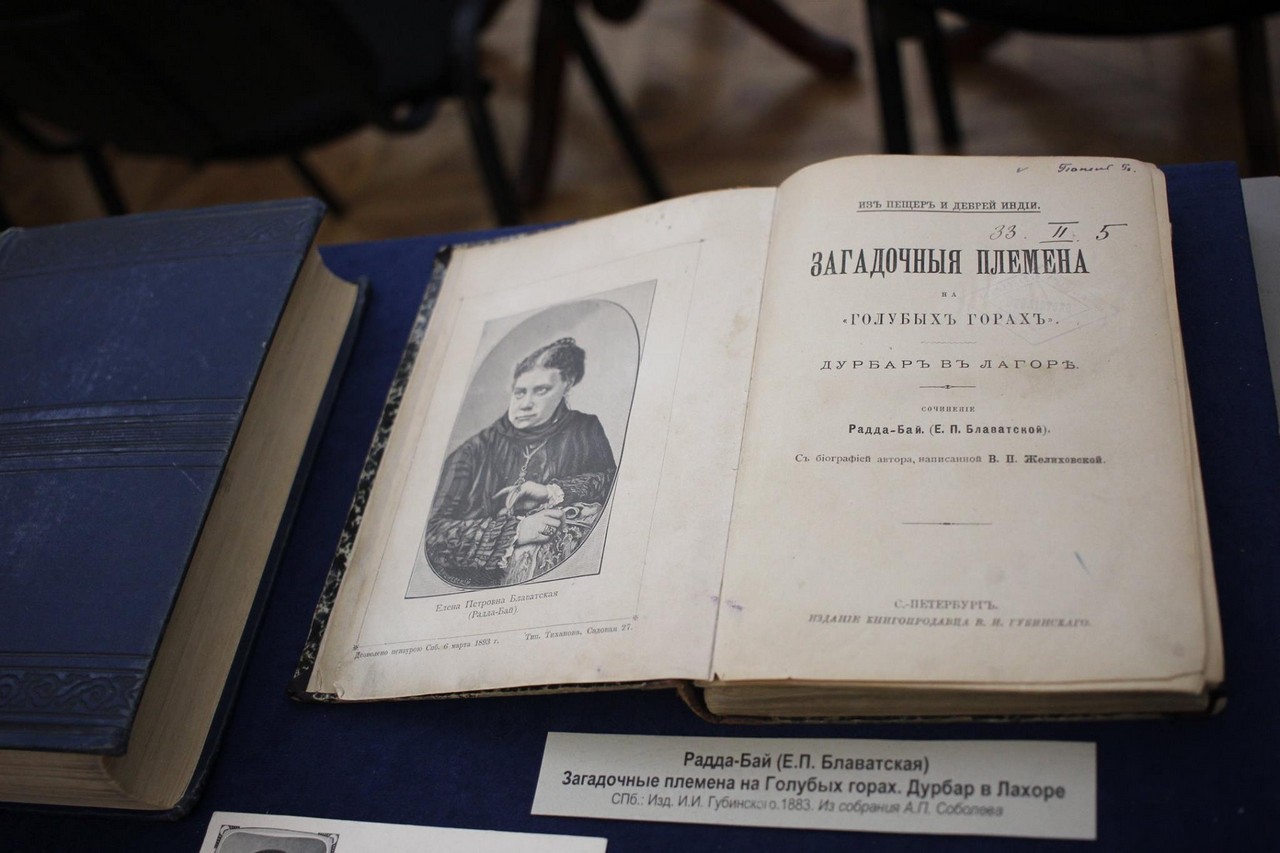 Елена Петровна Блаватская
(Радда-Бай)
Дозволено цензурою Спб. 6 марта 1883 г.
Тип. Тиханова, Садовая 27.
ИЗЪ ПЕЩЕРЪ И ДЕБРЕЙ ИНДІИ.
33. II. 5
ЗАГАДОЧНЫЯ ПЛЕМЕНА
НА
«ГОЛУБЫХЪ ГОРАХЪ».
ДУРБАРЪ ВЪ ЛАГОРѢ.
СОЧИНЕНІЕ
Радда-Бай. (Е. П. Блаватской).
Съ біографіей автора, написанной В. П. Желиховской.
С.-ПЕТЕРБУРГЪ.
ИЗДАНІЕ КНИГОПРОДАВЦА В. И. ГУБИНСКАГО.
Радда-Бай (Е.П. Блаватская)
Загадочные племена на Голубых горах. Дурбар в Лахоре
СПб.: Изд. И.И. Губинского.1883. Из собрания А.П. Соболева